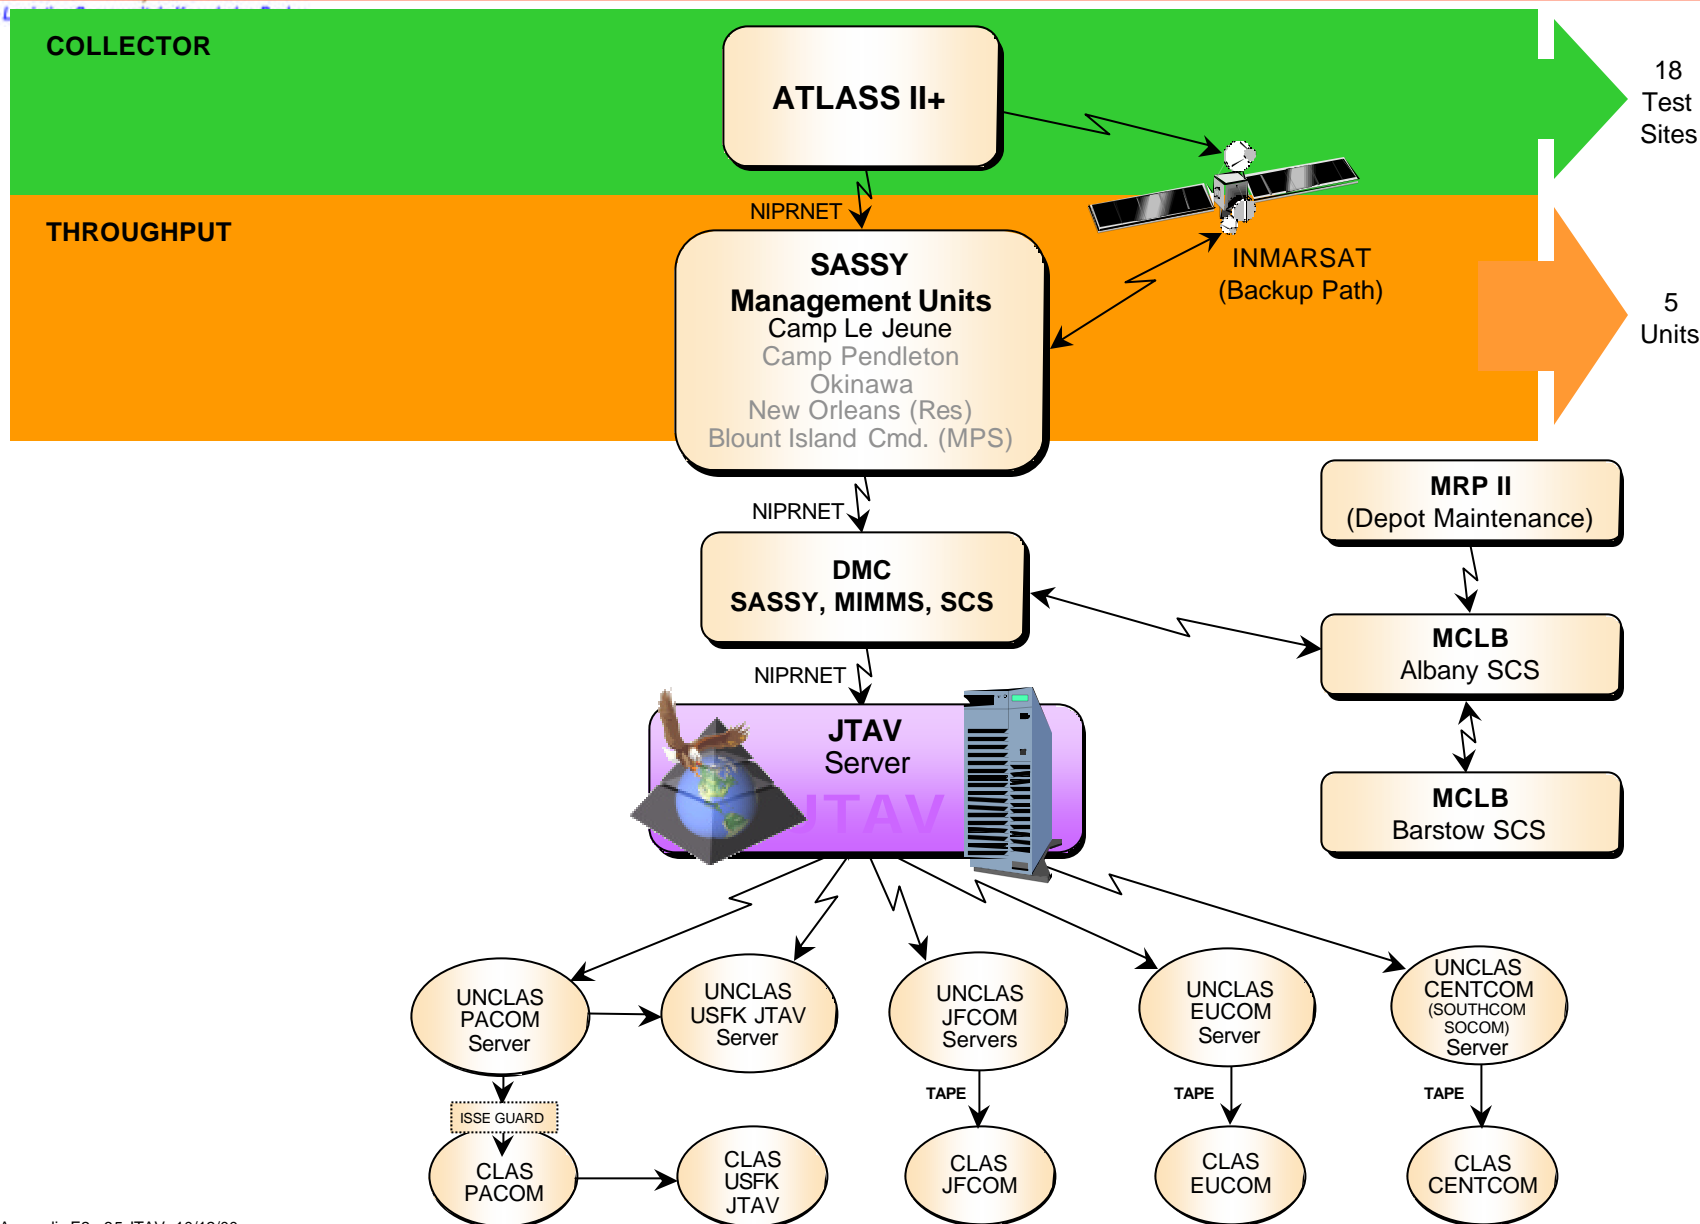 COLLECTOR
ATLASS II+
18
Test
Sites
NIPRNET
THROUGHPUT
SASSY
Management Units
Camp Le Jeune
Camp Pendleton
Okinawa
New Orleans (Res)
Blount Island Cmd. (MPS)
INMARSAT
(Backup Path)
5
Units
NIPRNET
MRP II
(Depot Maintenance)
DMC
SASSY, MIMMS, SCS
MCLB
Albany SCS
NIPRNET
JTAV
Server
JTAV
MCLB
Barstow SCS
UNCLAS
PACOM
Server
UNCLAS
USFK JTAV
Server
UNCLAS
JFCOM
Servers
UNCLAS
EUCOM
Server
UNCLAS
CENTCOM
(SOUTHCOM
SOCOM)
Server
ISSE GUARD
TAPE
TAPE
TAPE
CLAS
PACOM
CLAS
USFK
JTAV
CLAS
JFCOM
CLAS
EUCOM
CLAS
CENTCOM